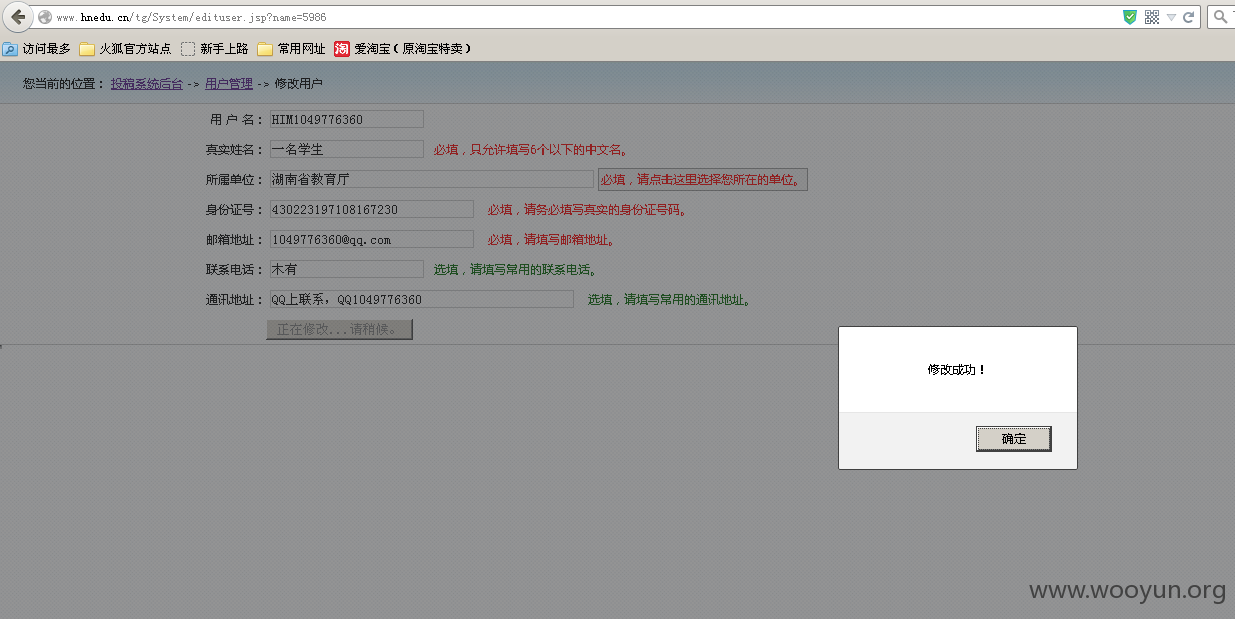 www.hnedu.cn/tg/System/edituser.jsp?name=5986
访问最多 火狐官方站点 新手上路 常用网址 淘 爱淘宝（原淘宝特卖）
您当前的位置： 投稿系统后台 -> 用户管理 -> 修改用户
用 户 名： HIM1049776360
真实姓名： 一名学生 必填，只允许填写6个以下的中文名。
所属单位： 湖南省教育厅 必填，请点击这里选择您所在的单位。
身份证号： 430223197108167230 必填，请务必填写真实的身份证号码。
邮箱地址： 1049776360@qq.com 必填，请填写邮箱地址。
联系电话： 木有 选填，请填写常用的联系电话。
通讯地址： QQ上联系，QQ1049776360 选填，请填写常用的通讯地址。
正在修改...请稍候。
修改成功！
确定
www.wooyun.org